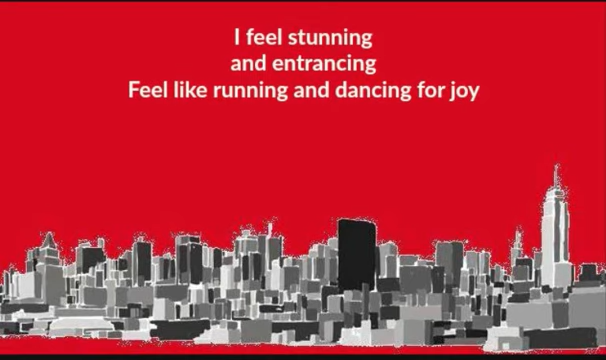 I feel stunning
and entrancing
Feel like running and dancing for joy